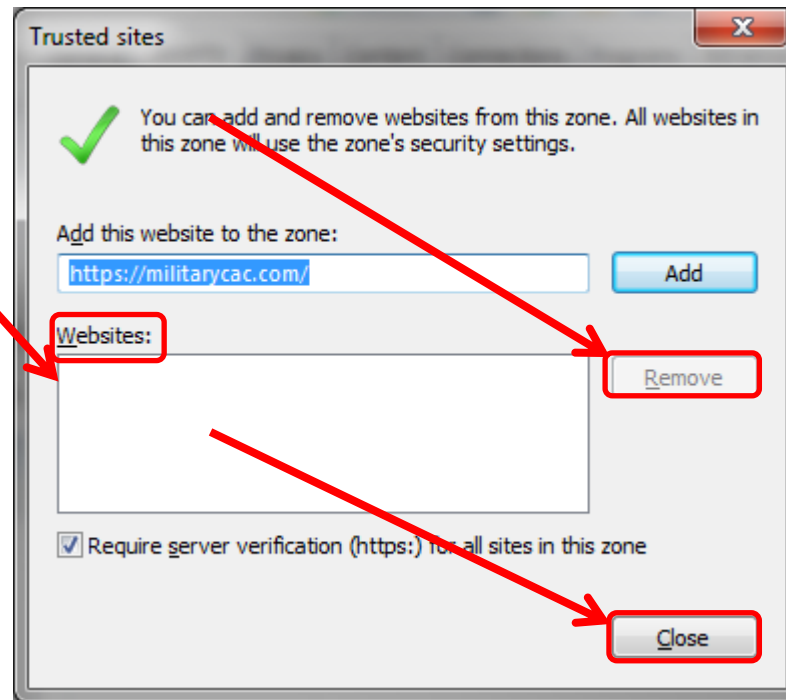 Trusted sites
You can add and remove websites from this zone. All websites in
this zone will use the zone's security settings.
Add this website to the zone:
https://militarycac.com/
Add
Websites:
Remove
Require server verification (https:) for all sites in this zone
Close